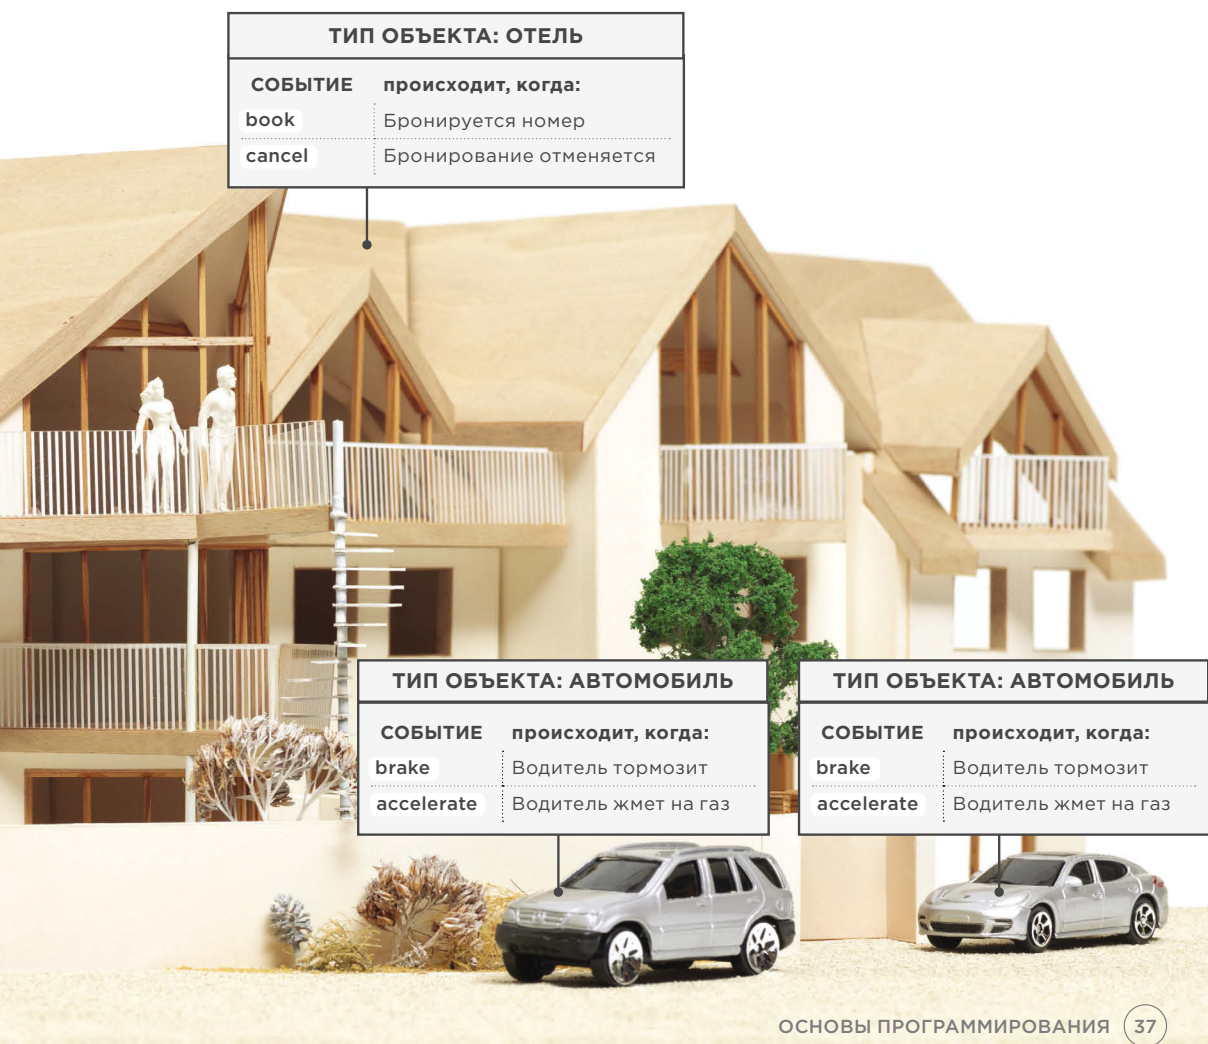 ТИП ОБЪЕКТА: ОТЕЛЬ
СОБЫТИЕ происходит, когда:
book Бронируется номер
cancel Бронирование отменяется
ТИП ОБЪЕКТА: АВТОМОБИЛЬ
СОБЫТИЕ происходит, когда:
brake Водитель тормозит
accelerate Водитель жмет на газ
ТИП ОБЪЕКТА: АВТОМОБИЛЬ
СОБЫТИЕ происходит, когда:
brake Водитель тормозит
accelerate Водитель жмет на газ
ОСНОВЫ ПРОГРАММИРОВАНИЯ 37